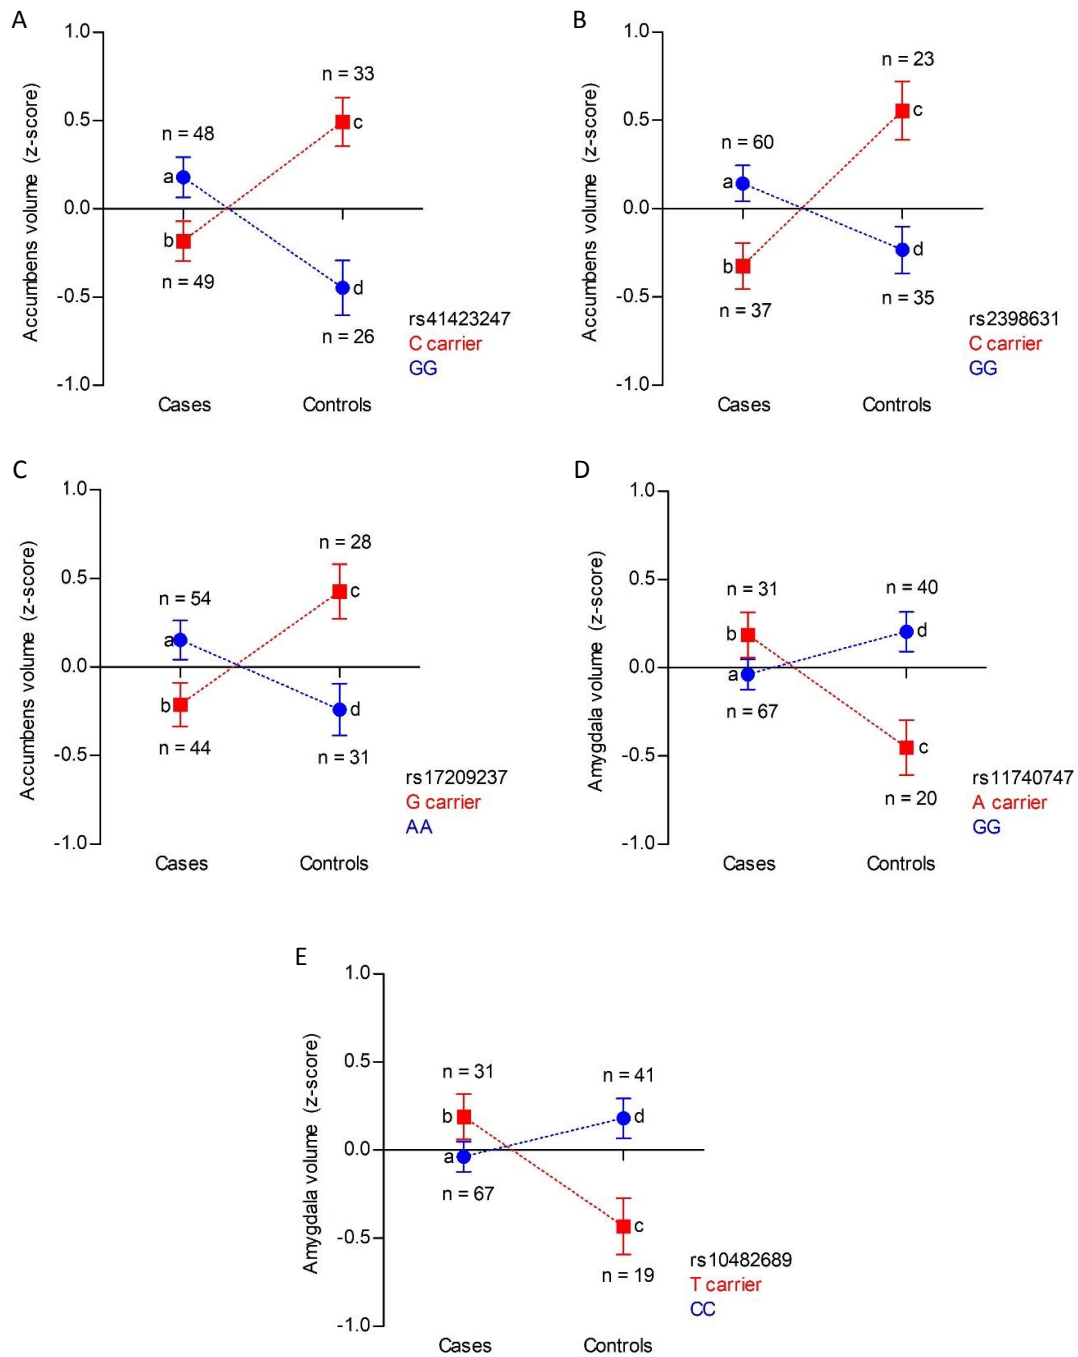 A
1.0
0.5
0.0
-0.5
-1.0
Accumbens volume (z-score)
n = 48
a
b
n = 49
n = 33
c
d
n = 26
rs41423247
C carrier
GG
Cases
Controls
B
1.0
0.5
0.0
-0.5
-1.0
Accumbens volume (z-score)
n = 60
a
b
n = 37
n = 23
c
d
n = 35
rs2398631
C carrier
GG
Cases
Controls
C
1.0
0.5
0.0
-0.5
-1.0
Accumbens volume (z-score)
n = 54
a
b
n = 44
n = 28
c
d
n = 31
rs17209237
G carrier
AA
Cases
Controls
D
1.0
0.5
0.0
-0.5
-1.0
Amygdala volume (z-score)
n = 31
b
a
n = 67
n = 40
d
c
n = 20
rs11740747
A carrier
GG
Cases
Controls
E
1.0
0.5
0.0
-0.5
-1.0
Amygdala volume (z-score)
n = 31
b
a
n = 67
n = 41
d
c
n = 19
rs10482689
T carrier
CC
Cases
Controls